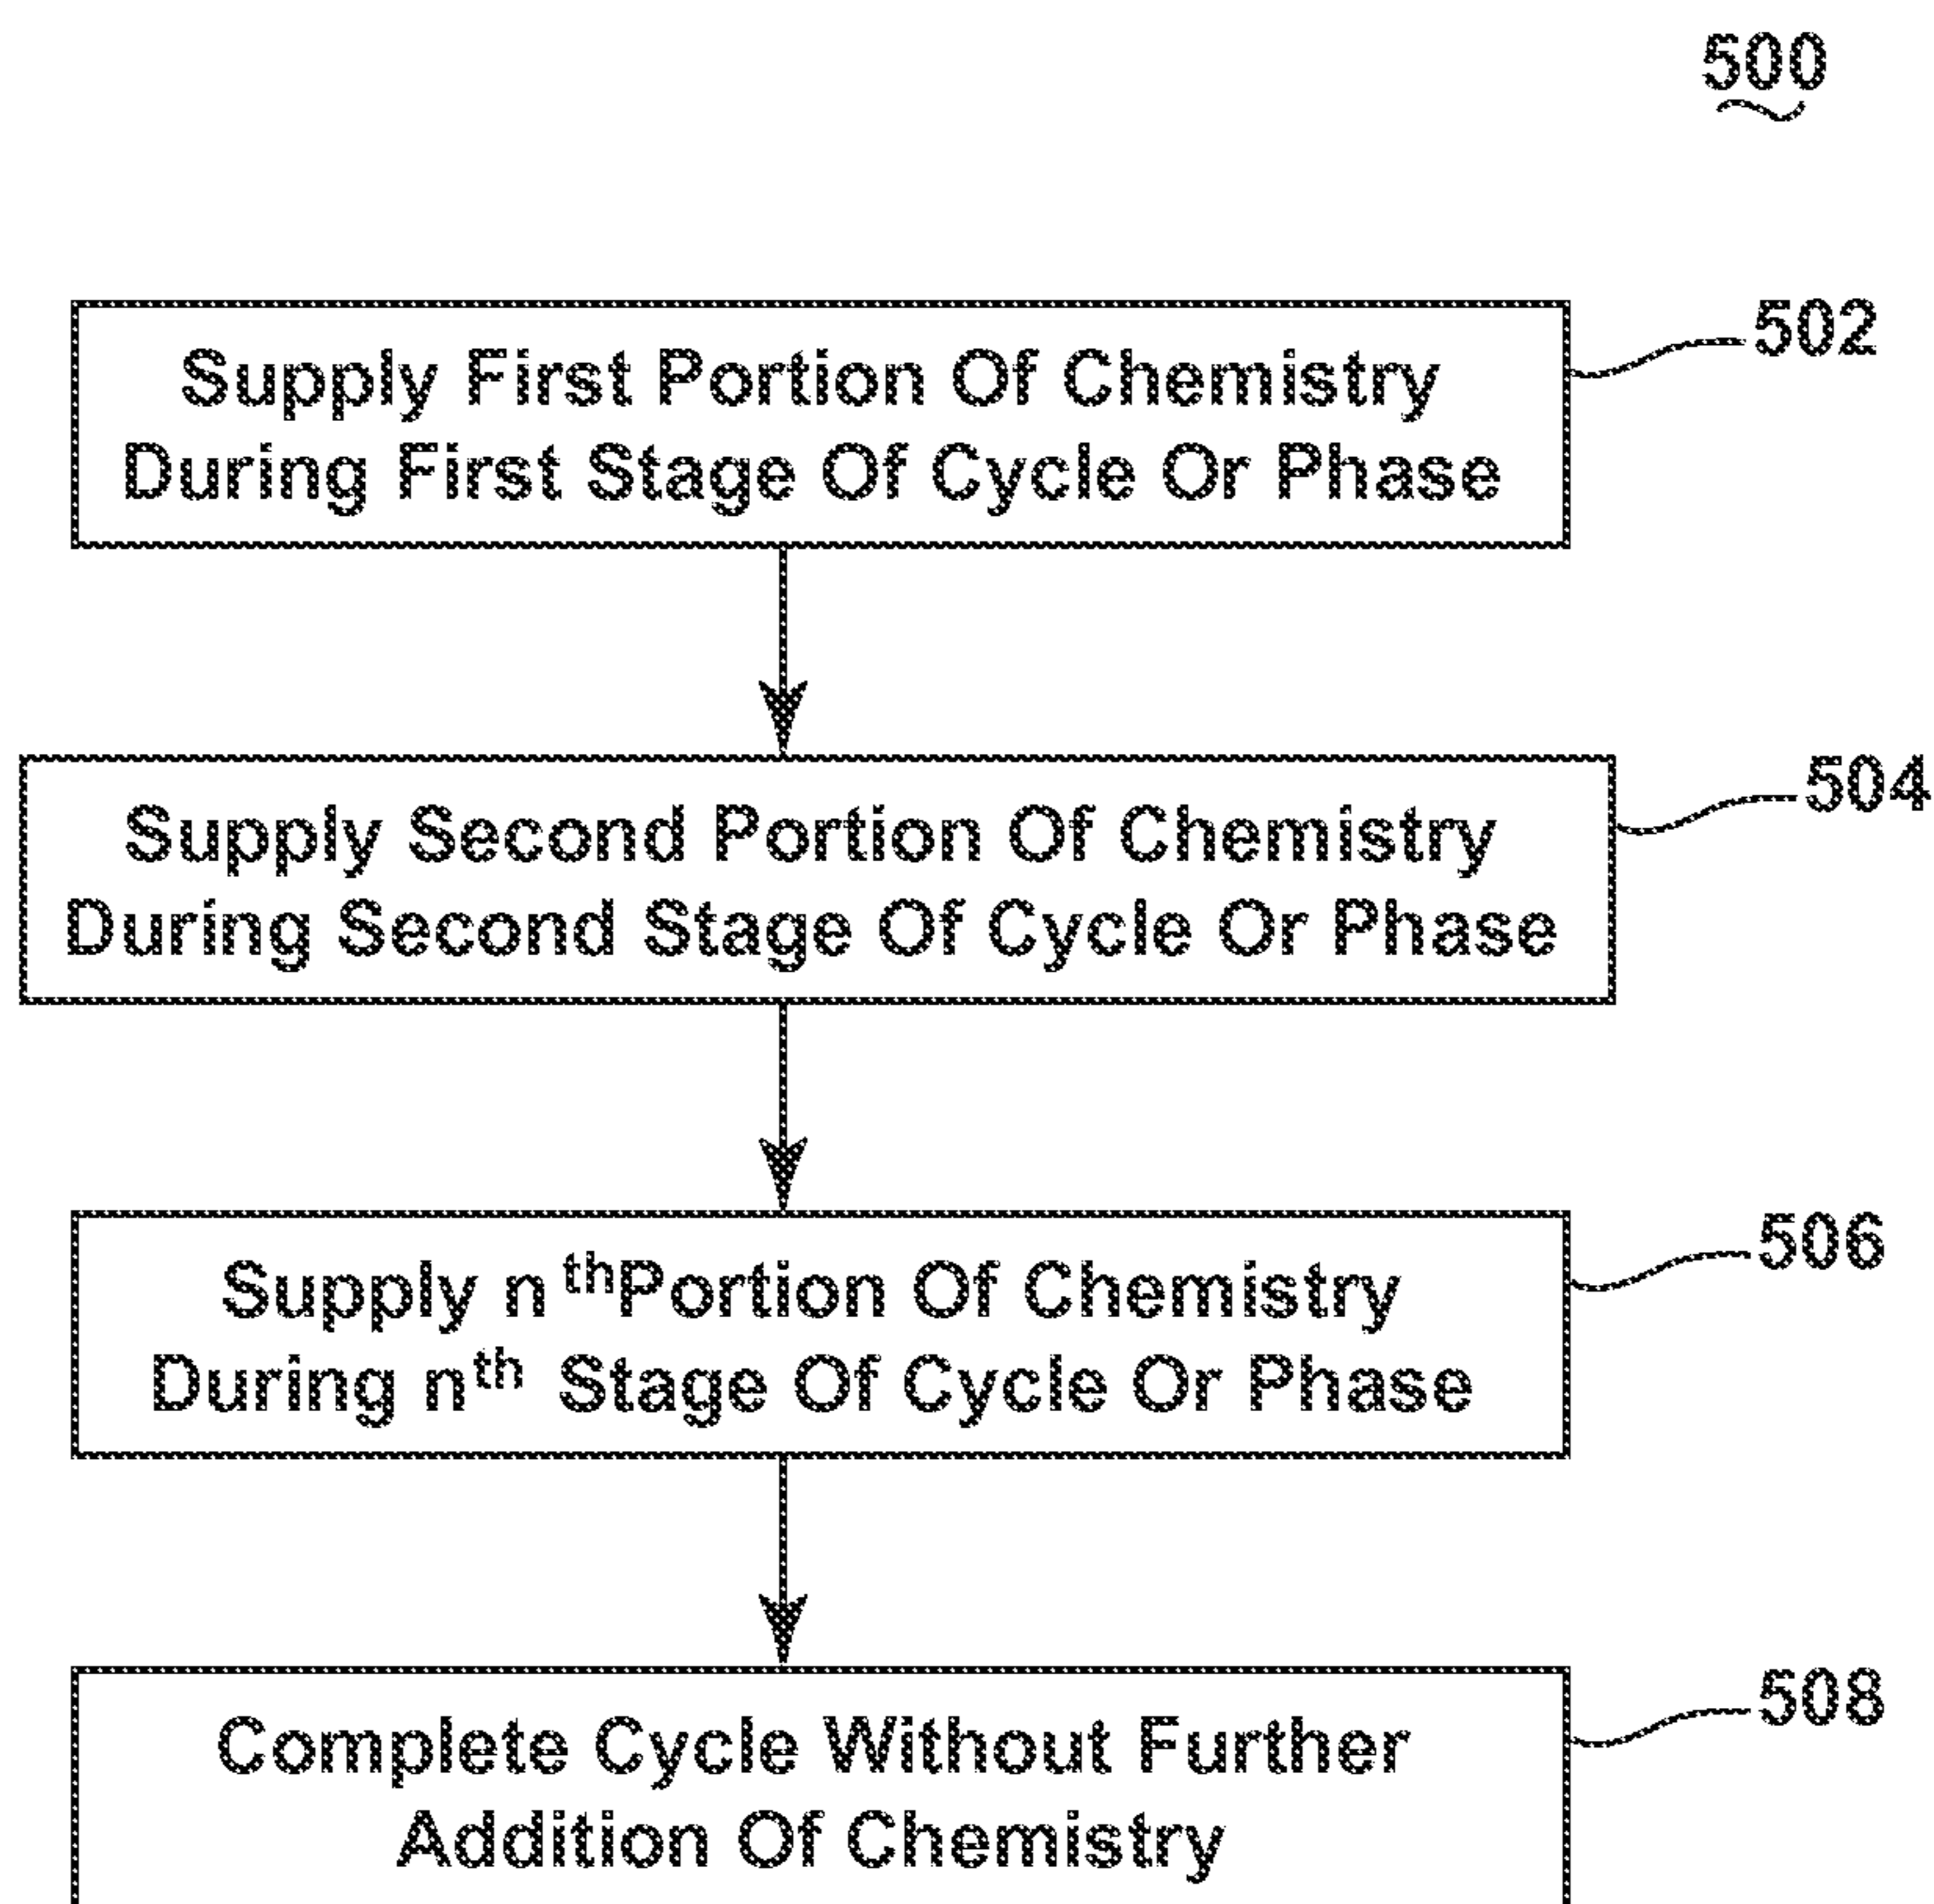 500
Supply First Portion Of Chemistry
During First Stage Of Cycle Or Phase
502
Supply Second Portion Of Chemistry
During Second Stage Of Cycle Or Phase
504
Supply nth Portion Of Chemistry
During nth Stage Of Cycle Or Phase
506
Complete Cycle Without Further
Addition Of Chemistry
508